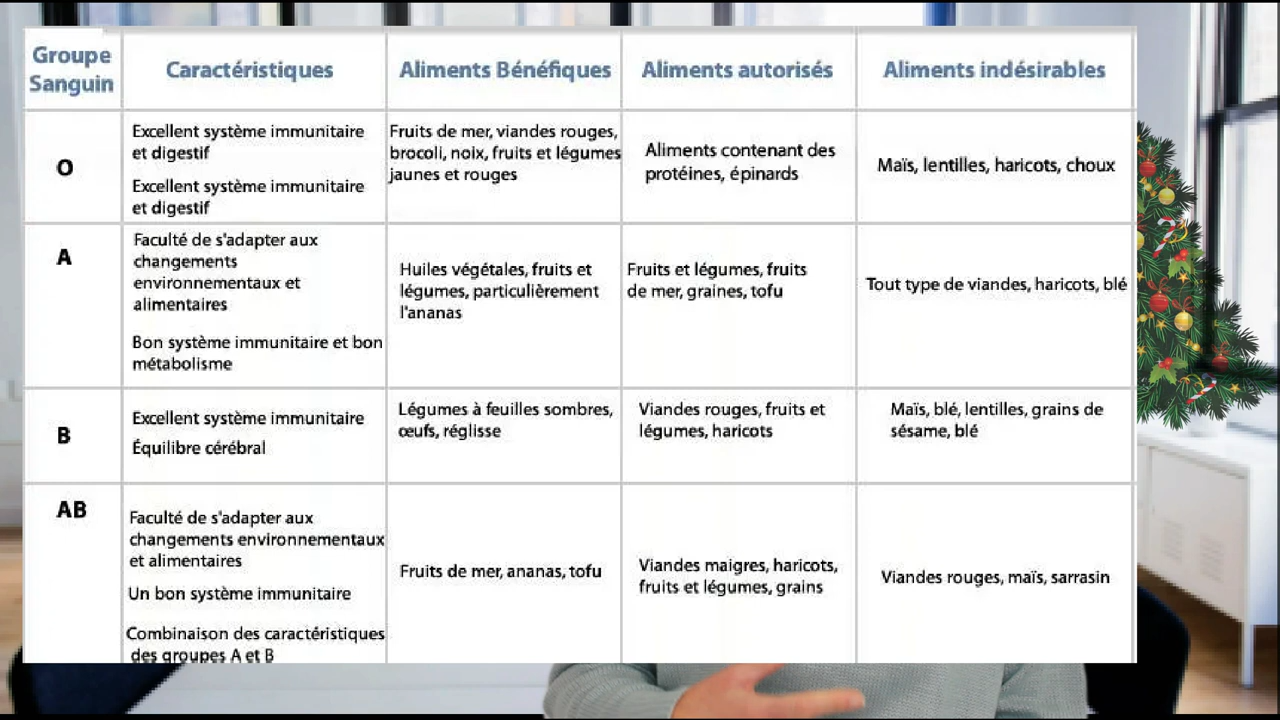 Groupe
Sanguin
Caractéristiques
Aliments Bénéfiques
Aliments autorisés
Aliments indésirables
O
Excellent système immunitaire
et digestif
Excellent système immunitaire
et digestif
Fruits de mer, viandes rouges,
brocoli, noix, fruits et légumes
jaunes et rouges
Aliments contenant des
protéines, épinards
Maïs, lentilles, haricots, choux
A
Faculté de s'adapter aux
changements
environnementaux et
alimentaires
Bon système immunitaire et bon
métabolisme
Huiles végétales, fruits et
légumes, particulièrement
l'ananas
Fruits et légumes, fruits
de mer, graines, tofu
Tout type de viandes, haricots, blé
B
Excellent système immunitaire
Équilibre cérébral
Légumes à feuilles sombres,
œufs, réglisse
Viandes rouges, fruits et
légumes, haricots
Maïs, blé, lentilles, grains de
sésame, blé
AB
Faculté de s'adapter aux
changements environnementaux
et alimentaires
Un bon système immunitaire
Combinaison des caractéristiques
des groupes A et B
Fruits de mer, ananas, tofu
Viandes maigres, haricots,
fruits et légumes, grains
Viandes rouges, maïs, sarrasin